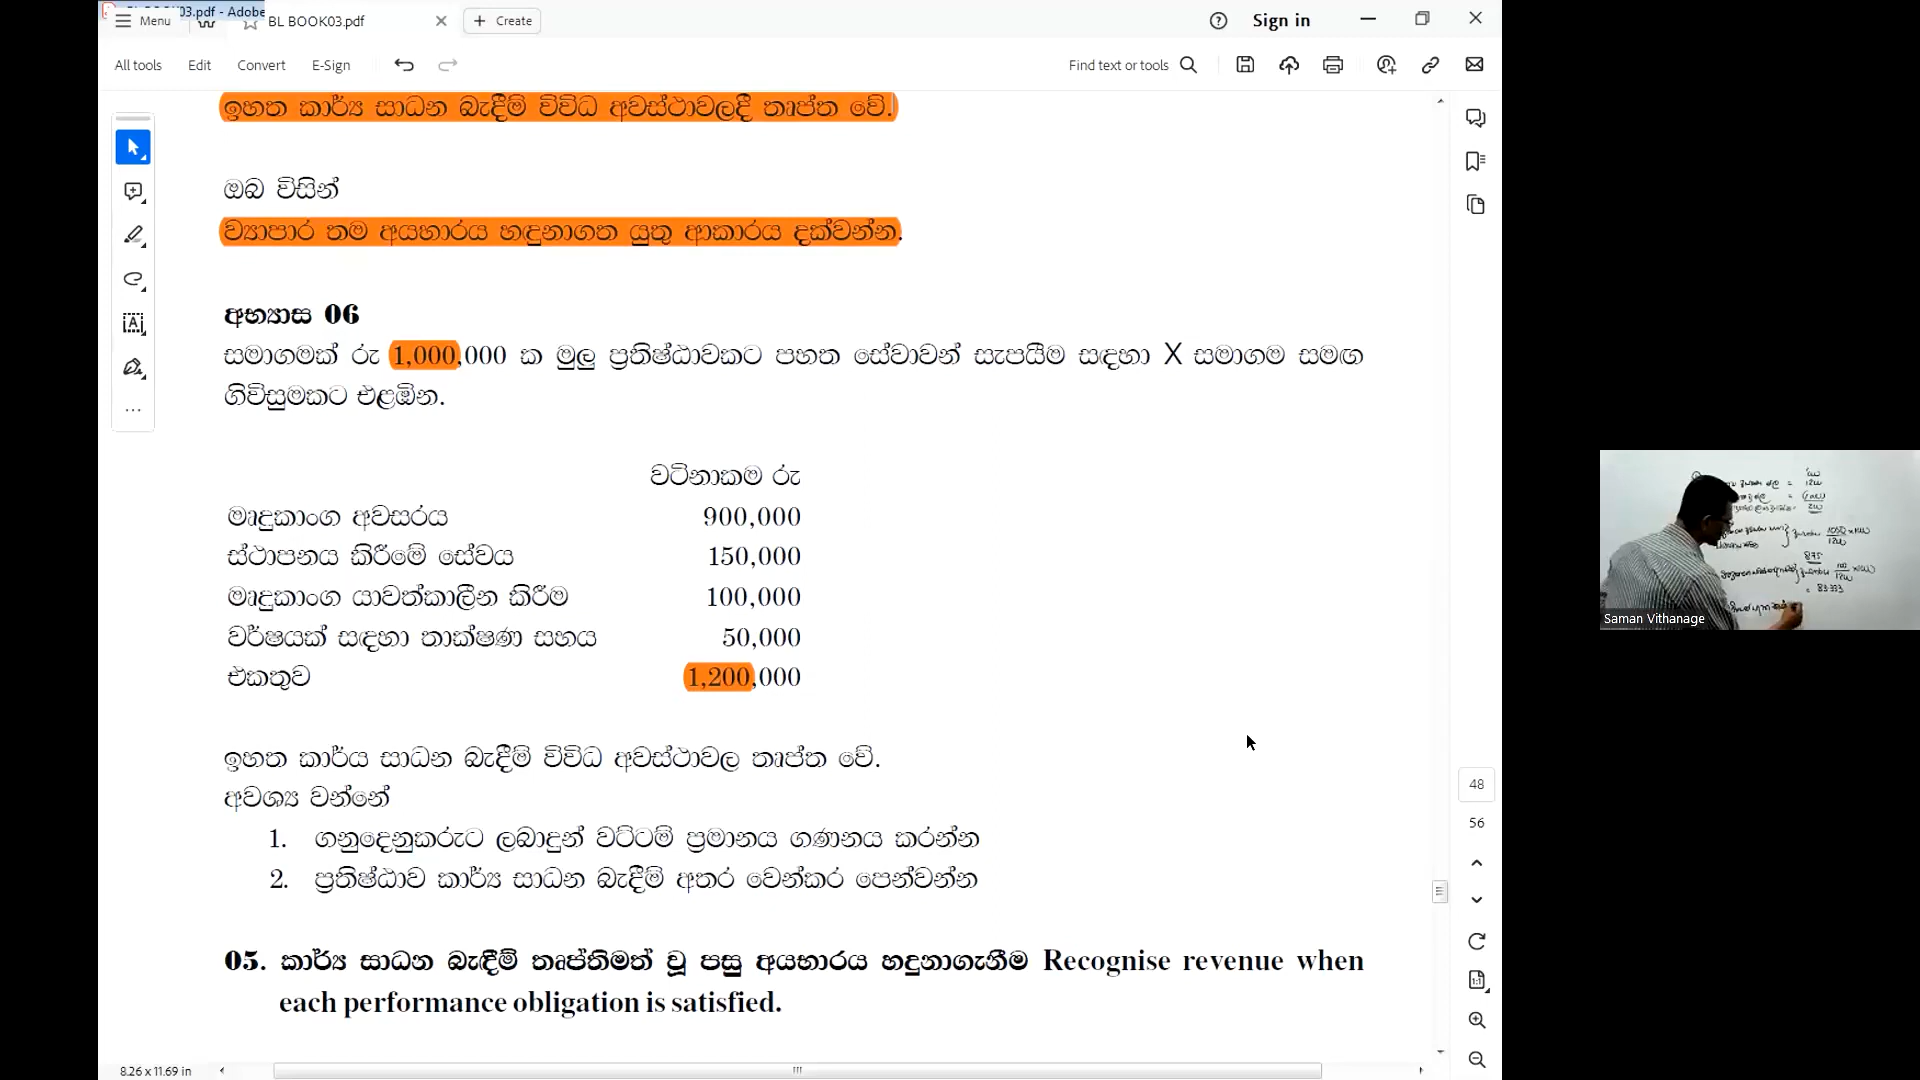 BL BOOK03.pdf - Adobe
Menu
BL BOOK03.pdf
Create
Sign in
All tools
Edit
Convert
E-Sign
Find text or tools
ඉහත කාර්ය සාධන බැඳීම් විවිධ අවස්ථාවලදී තෘප්ත වේ.
ඔබ විසින්
ව්‍යාපාර තම අයභාරය හඳුනාගත යුතු ආකාරය දක්වන්න.
අභ්‍යාස 06
සමාගමක් රු 1,000,000 ක මුලු ප්‍රතිෂ්ඨාවකට පහත සේවාවන් සැපයීම සඳහා X සමාගම සමඟ
ගිවිසුමකට එළඹින.
වටිනාකම රු
මෘදුකාංග අවසරය 900,000
ස්ථාපනය කිරීමේ සේවය 150,000
මෘදුකාංග යාවත්කාලීන කිරීම 100,000
වර්ෂයක් සඳහා තාක්ෂණ සහය 50,000
එකතුව 1,200,000
ඉහත කාර්ය සාධන බැඳීම් විවිධ අවස්ථාවල තෘප්ත වේ.
අවශ්‍ය වන්නේ
1. ගනුදෙනුකරුට ලබාදුන් වට්ටම් ප්‍රමානය ගණනය කරන්න
2. ප්‍රතිෂ්ඨාව කාර්ය සාධන බැඳීම් අතර වෙන්කර පෙන්වන්න
05. කාර්ය සාධන බැඳීම් තෘප්තිමත් වූ පසු අයභාරය හඳුනාගැනීම Recognise revenue when
each performance obligation is satisfied.
48
56
8.26 x 11.69 in
Saman Vithanage